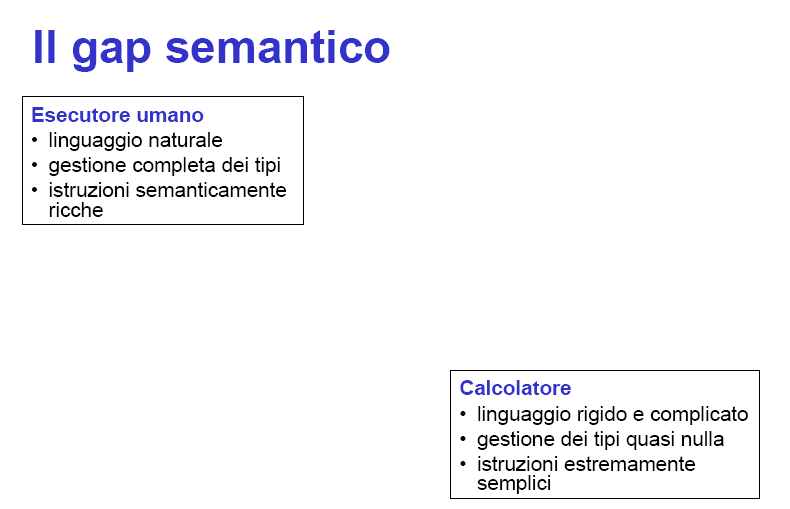 Il gap semantico
Esecutore umano
• linguaggio naturale
• gestione completa dei tipi
• istruzioni semanticamente
ricche
Calcolatore
• linguaggio rigido e complicato
• gestione dei tipi quasi nulla
• istruzioni estremamente
semplici